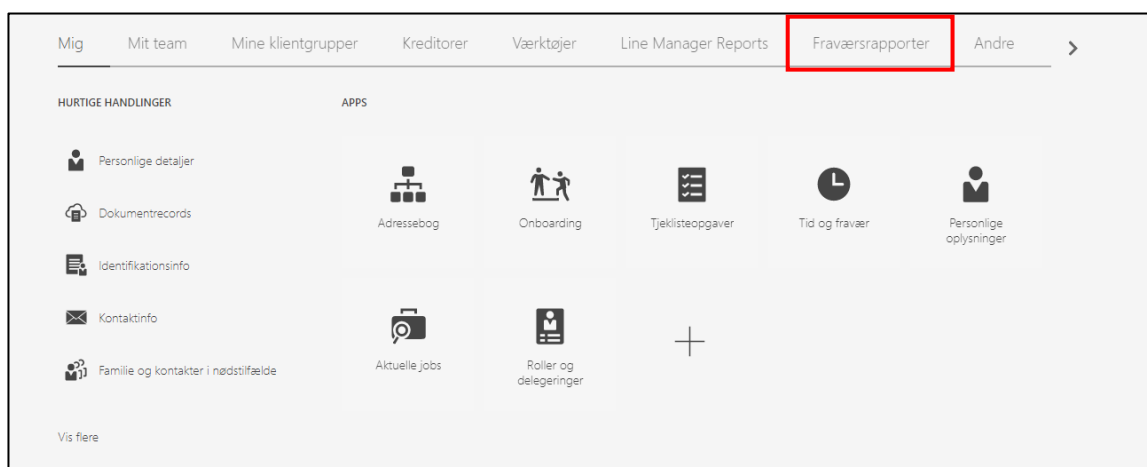 Mig Mit team Mine klientgrupper Kreditorer Værktøjer Line Manager Reports Fraværsrapporter Andre
HURTIGE HANDLINGER
Personlige detaljer
Dokumentrecords
Identifikationsinfo
Kontaktinfo
Familie og kontakter i nødstilfælde
Vis flere
APPS
Adressebog
Onboarding
Tjeklisteopgaver
Tid og fravær
Personlige
oplysninger
Aktuelle jobs
Roller og
delegeringer